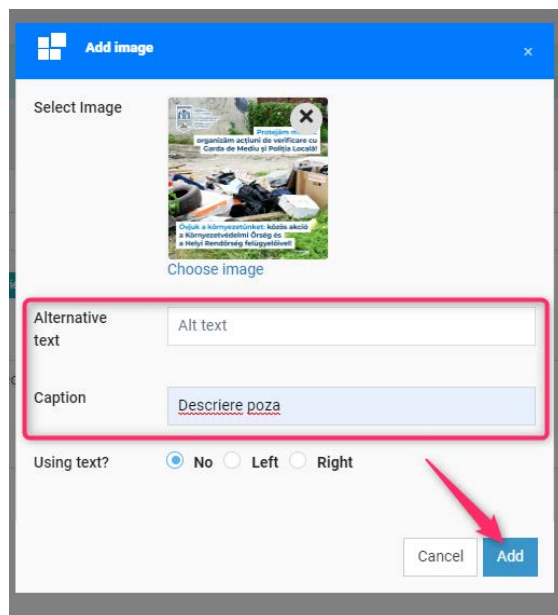 Add image
×
Select Image
Protejăm
organizăm acțiuni de verificare cu
Garda de Mediu și Poliția Locală!
Óvjuk a környezetünket: közös akció
a Környezetvédelmi Őrség és
a Helyi Rendőrség felügyelőivel!
Choose image
Alternative
text
Alt text
Caption
Descriere poza
Using text?
No Left Right
Cancel Add